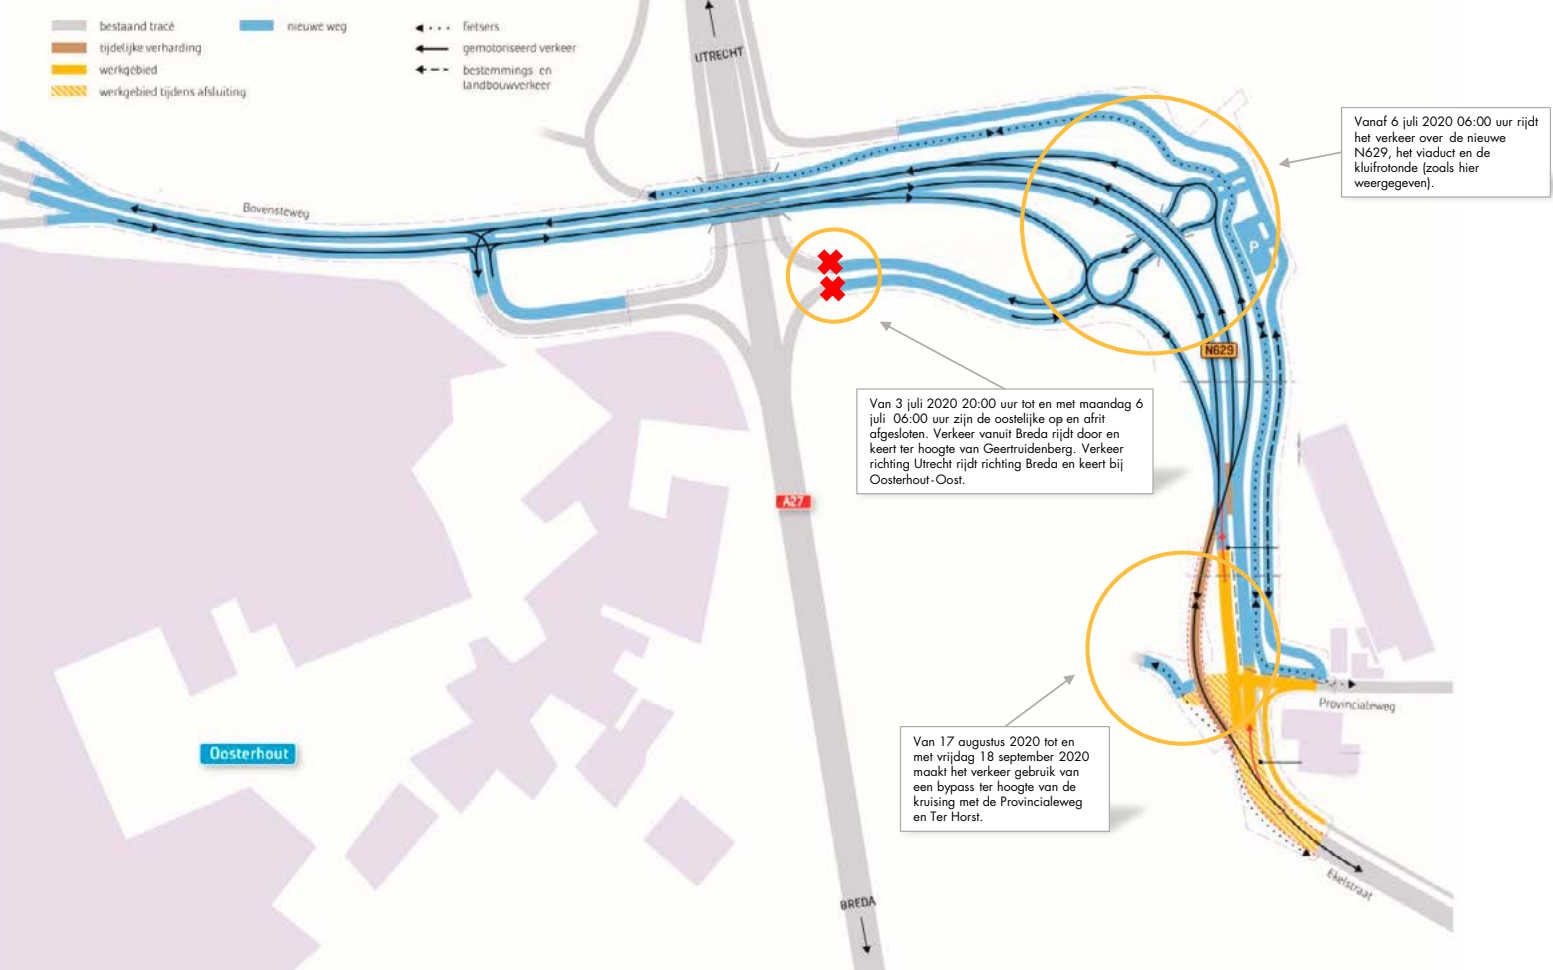 bestaand tracé
tijdelijke verharding
werkgebied
werkgebied tijdens afsluiting
nieuwe weg
fietsers
gemotoriseerd verkeer
bestemmings en
landbouwverkeer
UTRECHT
Vanaf 6 juli 2020 06:00 uur rijdt
het verkeer over de nieuwe
N629, het viaduct en de
kluifrotonde (zoals hier
weergegeven).
Bovensteweg
P
N629
Van 3 juli 2020 20:00 uur tot en met maandag 6
juli 06:00 uur zijn de oostelijke op en afrit
afgesloten. Verkeer vanuit Breda rijdt door en
keert ter hoogte van Geertruidenberg. Verkeer
richting Utrecht rijdt richting Breda en keert bij
Oosterhout-Oost.
A27
Provincialeweg
Oosterhout
Van 17 augustus 2020 tot en
met vrijdag 18 september 2020
maakt het verkeer gebruik van
een bypass ter hoogte van de
kruising met de Provincialeweg
en Ter Horst.
Ekelstraat
BREDA